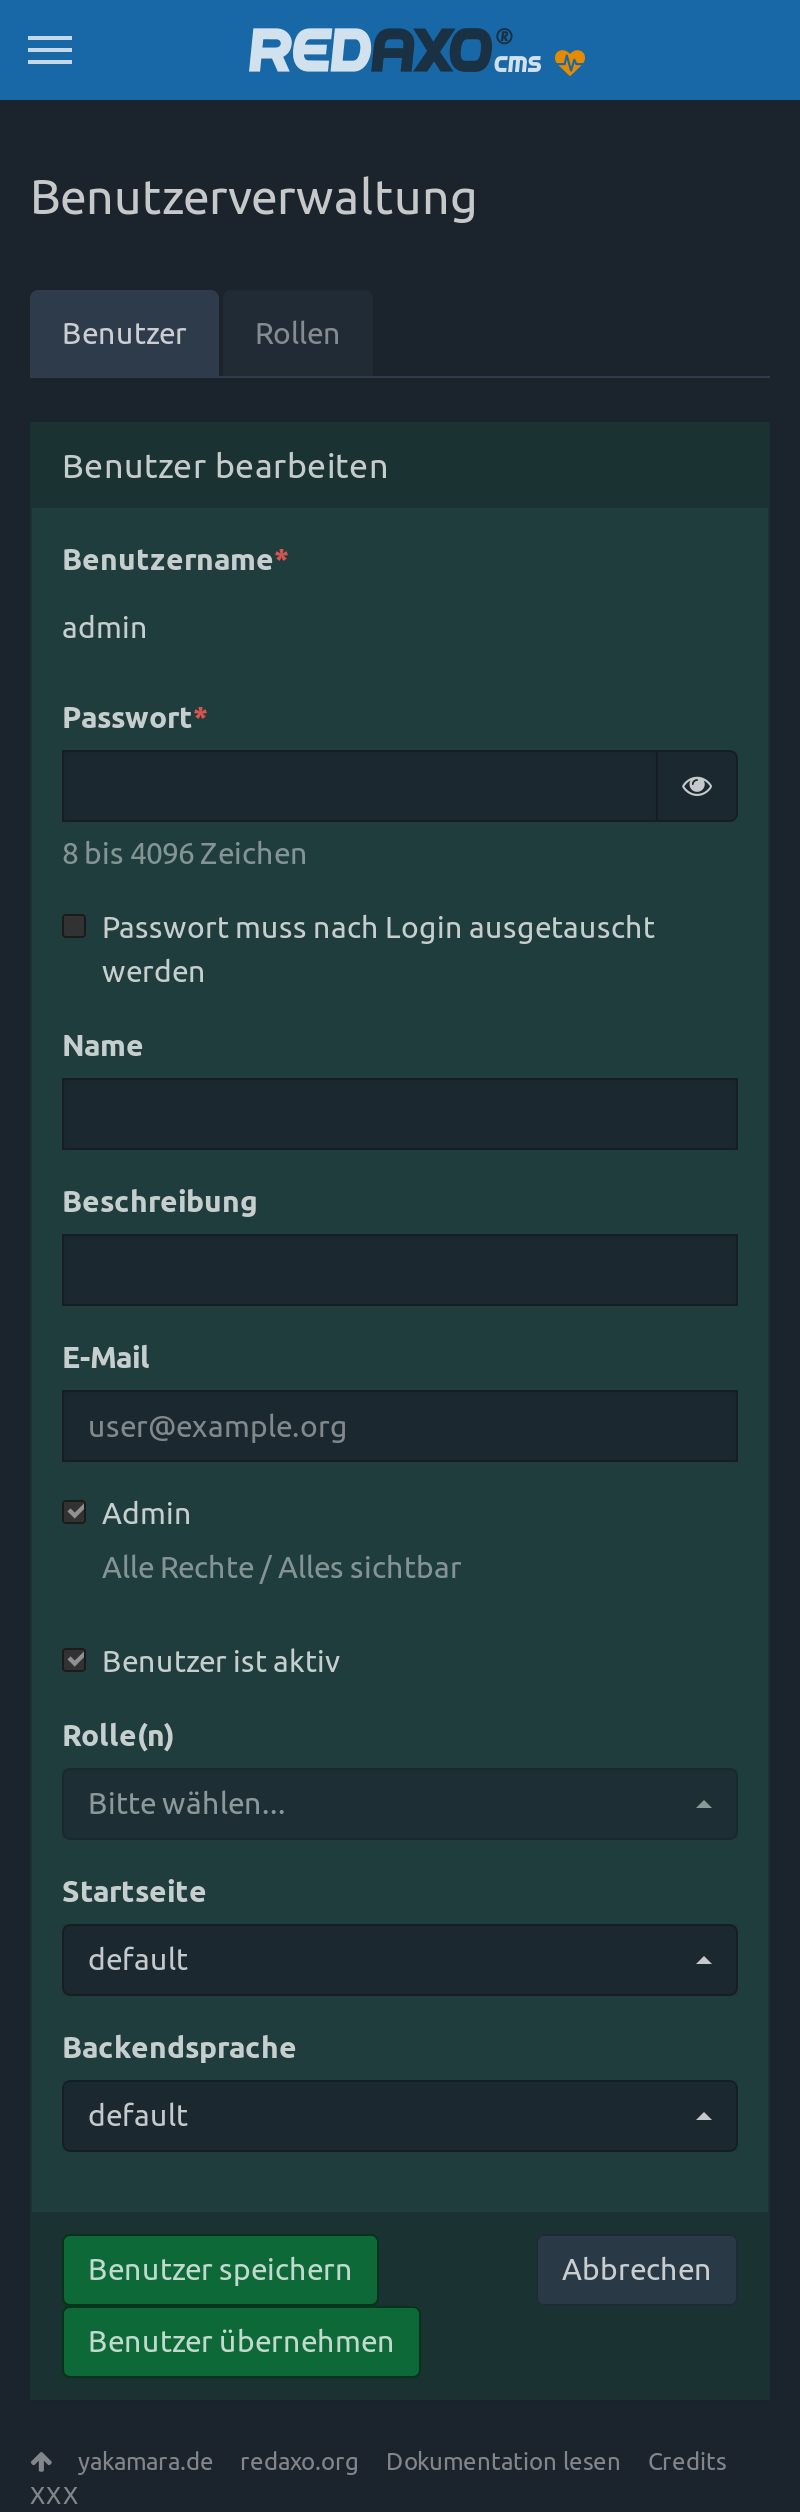 REDAXO® cms
Benutzerverwaltung
Benutzer Rollen
Benutzer bearbeiten
Benutzername*
admin
Passwort*
8 bis 4096 Zeichen
Passwort muss nach Login ausgetauscht
werden
Name
Beschreibung
E-Mail
user@example.org
Admin
Alle Rechte / Alles sichtbar
Benutzer ist aktiv
Rolle(n)
Bitte wählen...
Startseite
default
Backendsprache
default
Benutzer speichern Abbrechen
Benutzer übernehmen
yakamara.de redaxo.org Dokumentation lesen Credits
XXX